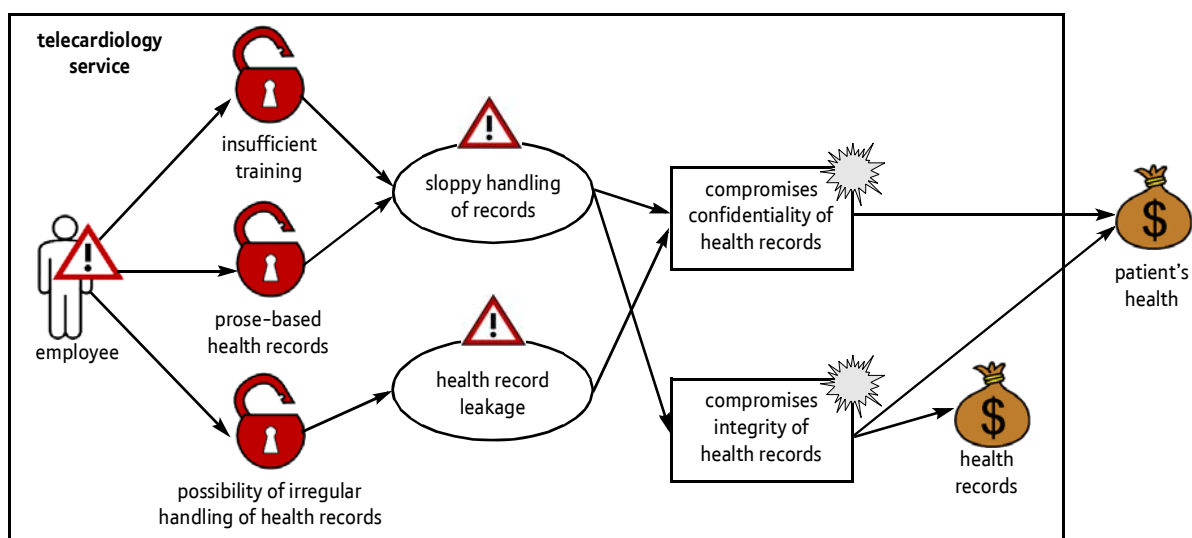 telecardiology
service
insufficient
training
sloppy handling
of records
compromises
confidentiality of
health records
$
patient's
health
employee
prose-based
health records
health record
leakage
compromises
integrity of
health records
$
health
records
possibility of irregular
handling of health records
!
!
!